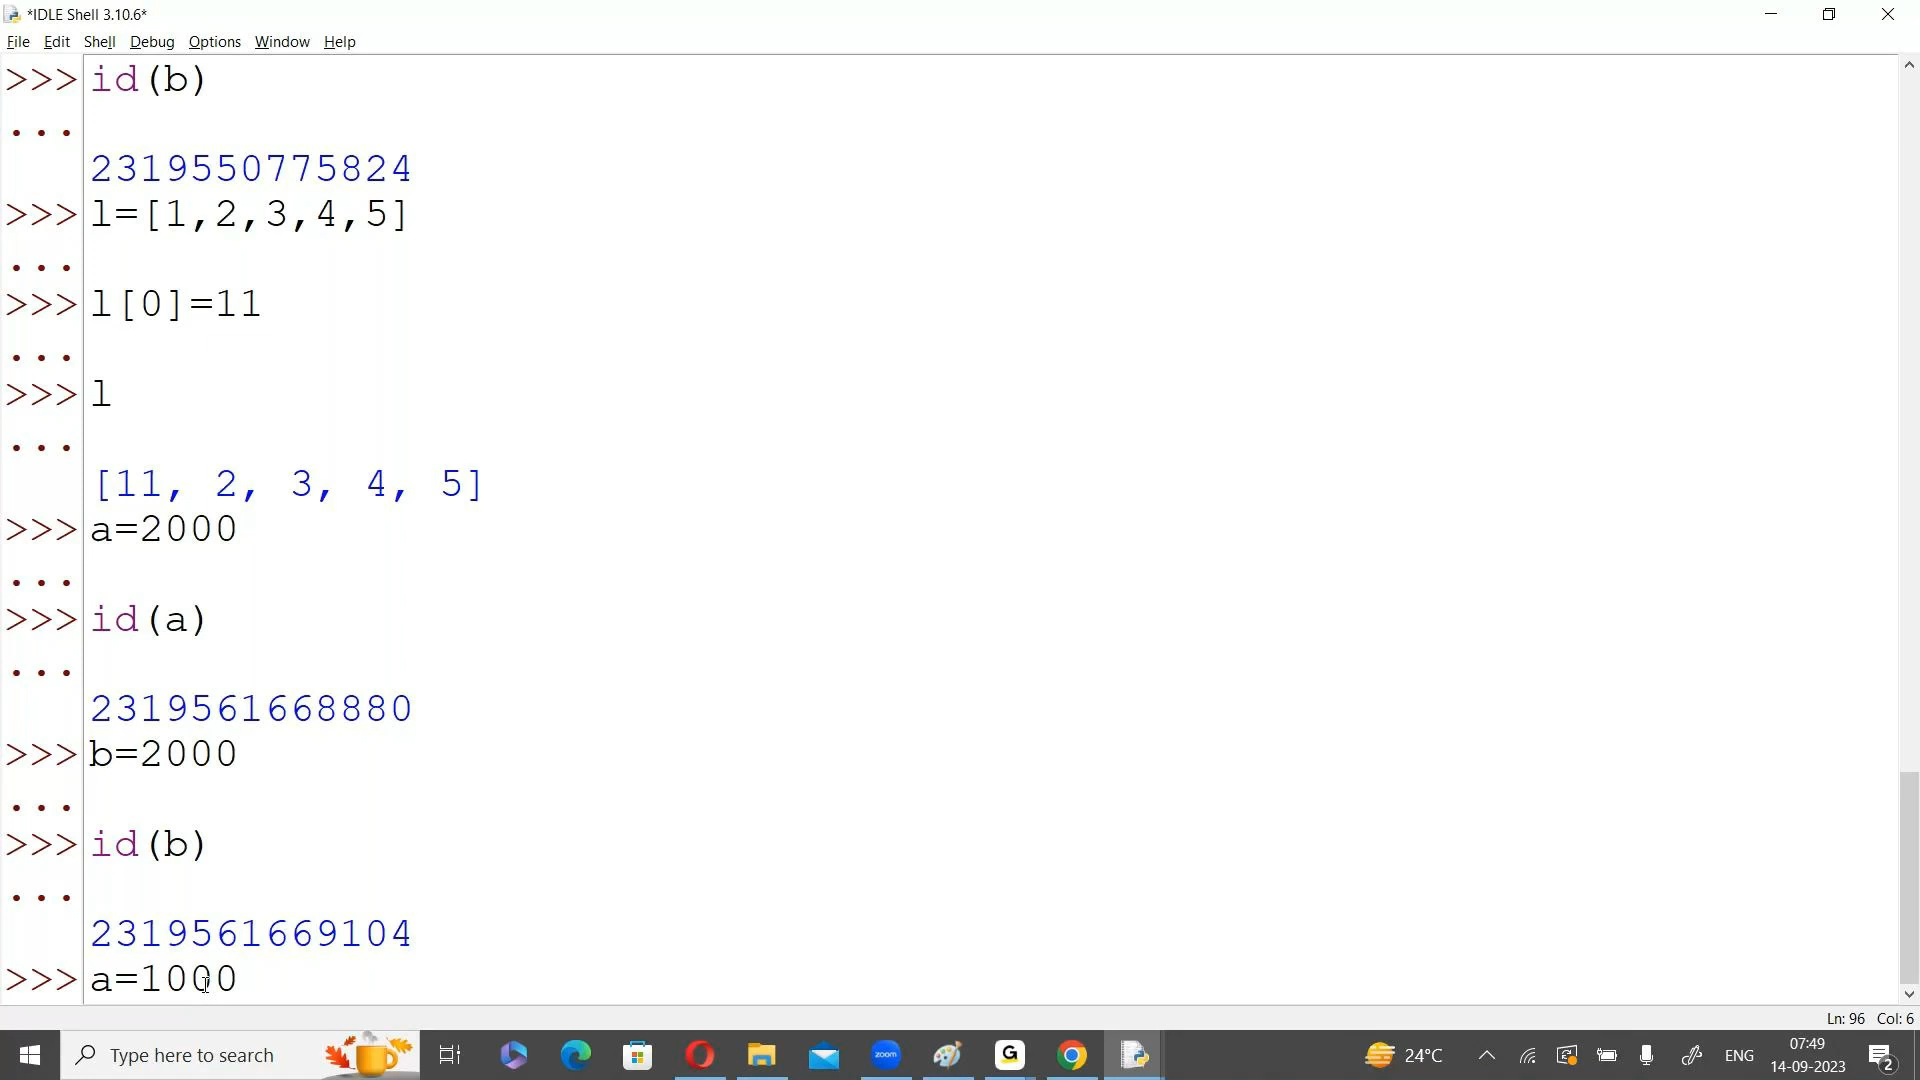 *IDLE Shell 3.10.6*
File Edit Shell Debug Options Window Help
>>> id(b)
...
2319550775824
>>> l=[1,2,3,4,5]
...
>>> l[0]=11
...
>>> l
...
[11, 2, 3, 4, 5]
>>> a=2000
...
>>> id(a)
...
2319561668880
>>> b=2000
...
>>> id(b)
...
2319561669104
>>> a=1000
Ln: 96 Col: 6
Type here to search
zoom
G
24°C
ENG
07:49
14-09-2023
2